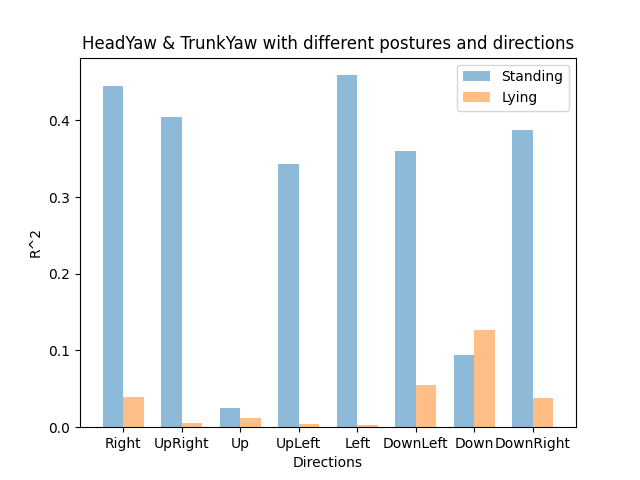 HeadYaw & TrunkYaw with different postures and directions
Standing
Lying
R^2
0.4
0.3
0.2
0.1
0.0
Right UpRight Up UpLeft Left DownLeft Down DownRight
Directions